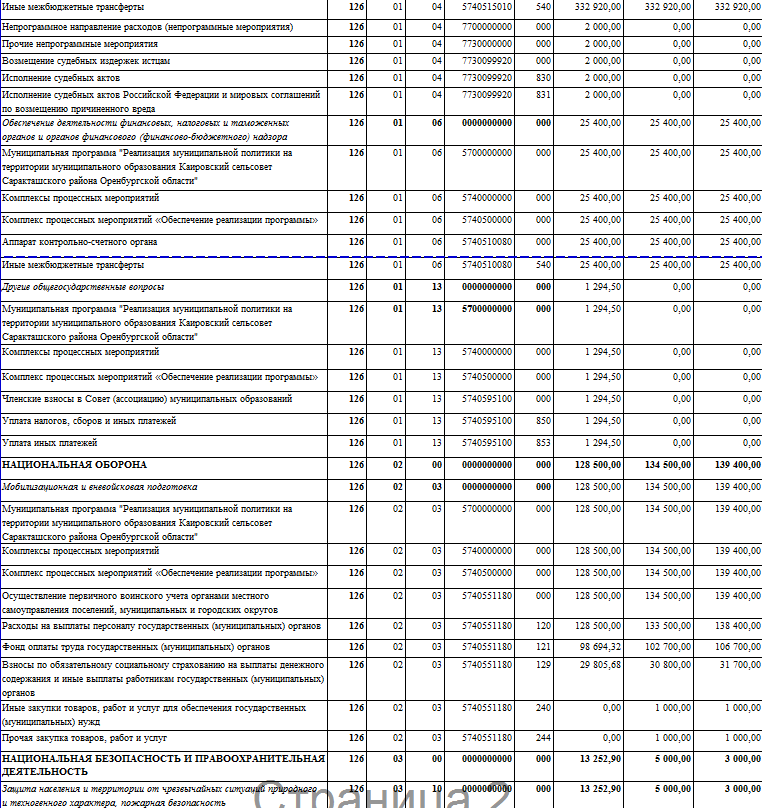 Иные межбюджетные трансферты 126 01 04 5740515010 540 332 920,00 332 920,00 332 920,00
Непрограммное направление расходов (непрограммные мероприятия) 126 01 04 7700000000 000 2 000,00 0,00 0,00
Прочие непрограммные мероприятия 126 01 04 7730000000 000 2 000,00 0,00 0,00
Возмещение судебных издержек истцам 126 01 04 7730099920 000 2 000,00 0,00 0,00
Исполнение судебных актов 126 01 04 7730099920 830 2 000,00 0,00 0,00
Исполнение судебных актов Российской Федерации и мировых соглашений 126 01 04 7730099920 831 2 000,00 0,00 0,00
по возмещению причиненного вреда
Обеспечение деятельности финансовых, налоговых и таможенных 126 01 06 0000000000 000 25 400,00 25 400,00 25 400,00
органов и органов финансового (финансово-бюджетного) надзора
Муниципальная программа "Реализация муниципальной политики на 126 01 06 5700000000 000 25 400,00 25 400,00 25 400,00
территории муниципального образования Каировский сельсовет
Саракташского района Оренбургской области"
Комплексы процессных мероприятий 126 01 06 5740000000 000 25 400,00 25 400,00 25 400,00
Комплекс процессных мероприятий «Обеспечение реализации программы» 126 01 06 5740500000 000 25 400,00 25 400,00 25 400,00
Аппарат контрольно-счетного органа 126 01 06 5740510080 000 25 400,00 25 400,00 25 400,00
Иные межбюджетные трансферты 126 01 06 5740510080 540 25 400,00 25 400,00 25 400,00
Другие общегосударственные вопросы 126 01 13 0000000000 000 1 294,50 0,00 0,00
Муниципальная программа "Реализация муниципальной политики на 126 01 13 5700000000 000 1 294,50 0,00 0,00
территории муниципального образования Каировский сельсовет
Саракташского района Оренбургской области"
Комплексы процессных мероприятий 126 01 13 5740000000 000 1 294,50 0,00 0,00
Комплекс процессных мероприятий «Обеспечение реализации программы» 126 01 13 5740500000 000 1 294,50 0,00 0,00
Членские взносы в Совет (ассоциацию) муниципальных образований 126 01 13 5740595100 000 1 294,50 0,00 0,00
Уплата налогов, сборов и иных платежей 126 01 13 5740595100 850 1 294,50 0,00 0,00
Уплата иных платежей 126 01 13 5740595100 853 1 294,50 0,00 0,00
НАЦИОНАЛЬНАЯ ОБОРОНА 126 02 00 0000000000 000 128 500,00 134 500,00 139 400,00
Мобилизационная и вневойсковая подготовка 126 02 03 0000000000 000 128 500,00 134 500,00 139 400,00
Муниципальная программа "Реализация муниципальной политики на 126 02 03 5700000000 000 128 500,00 134 500,00 139 400,00
территории муниципального образования Каировский сельсовет
Саракташского района Оренбургской области"
Комплексы процессных мероприятий 126 02 03 5740000000 000 128 500,00 134 500,00 139 400,00
Комплекс процессных мероприятий «Обеспечение реализации программы» 126 02 03 5740500000 000 128 500,00 134 500,00 139 400,00
Осуществление первичного воинского учета органами местного 126 02 03 5740551180 000 128 500,00 134 500,00 139 400,00
самоуправления поселений, муниципальных и городских округов
Расходы на выплаты персоналу государственных (муниципальных) органов 126 02 03 5740551180 120 128 500,00 133 500,00 138 400,00
Фонд оплаты труда государственных (муниципальных) органов 126 02 03 5740551180 121 98 694,32 102 700,00 106 700,00
Взносы по обязательному социальному страхованию на выплаты денежного 126 02 03 5740551180 129 29 805,68 30 800,00 31 700,00
содержания и иные выплаты работникам государственных (муниципальных)
органов
Иные закупки товаров, работ и услуг для обеспечения государственных 126 02 03 5740551180 240 0,00 1 000,00 1 000,00
(муниципальных) нужд
Прочая закупка товаров, работ и услуг 126 02 03 5740551180 244 0,00 1 000,00 1 000,00
НАЦИОНАЛЬНАЯ БЕЗОПАСНОСТЬ И ПРАВООХРАНИТЕЛЬНАЯ 126 03 00 0000000000 000 13 252,90 5 000,00 3 000,00
ДЕЯТЕЛЬНОСТЬ
Защита населения и территории от чрезвычайных ситуаций природного 126 03 10 0000000000 000 13 252,90 5 000,00 3 000,00
и техногенного характера, пожарная безопасность
Страница 2